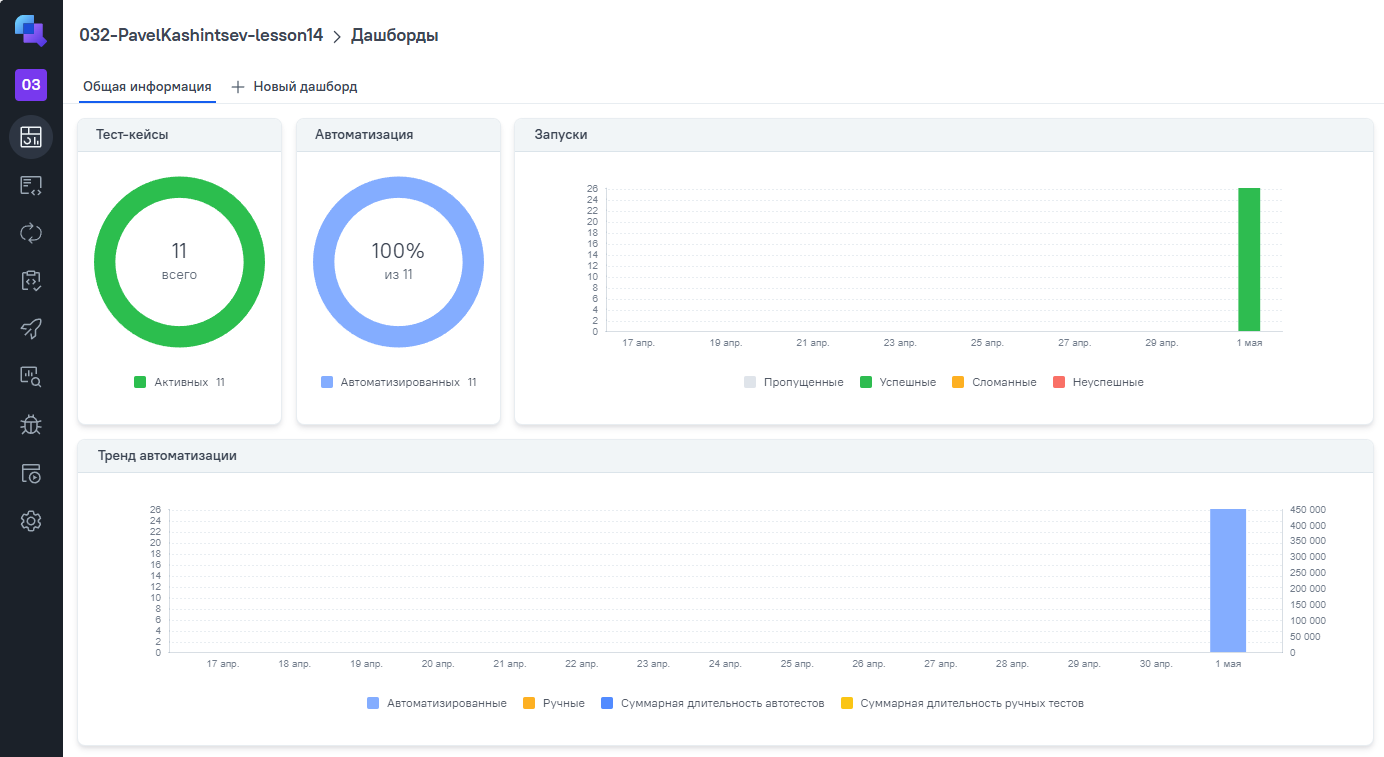 032-PavelKashintsev-lesson14 > Дашборды
03
Общая информация
+ Новый дашборд
Тест-кейсы
11
всего
Активных 11
Автоматизация
100%
из 11
Автоматизированных 11
Запуски
26
24
22
20
18
16
14
12
10
8
6
4
2
0
17 апр. 19 апр. 21 апр. 23 апр. 25 апр. 27 апр. 29 апр. 1 мая
Пропущенные Успешные Сломанные Неуспешные
Тренд автоматизации
26
24
22
20
18
16
14
12
10
8
6
4
2
0
450 000
400 000
350 000
300 000
250 000
200 000
150 000
100 000
50 000
0
17 апр. 18 апр. 19 апр. 20 апр. 21 апр. 22 апр. 23 апр. 24 апр. 25 апр. 26 апр. 27 апр. 28 апр. 29 апр. 30 апр. 1 мая
Автоматизированные Ручные Суммарная длительность автотестов Суммарная длительность ручных тестов